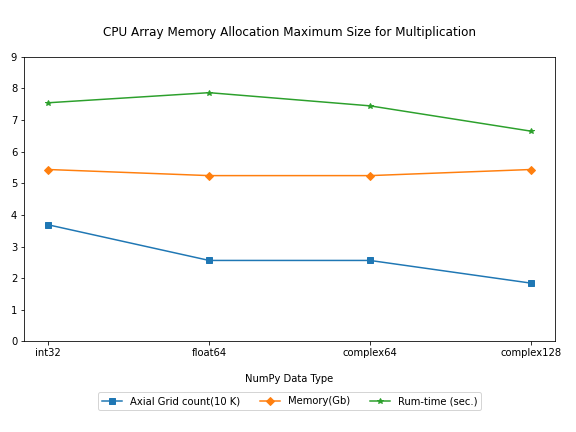 CPU Array Memory Allocation Maximum Size for Multiplication
9
8
7
6
5
4
3
2
1
0
int32 float64 complex64 complex128
NumPy Data Type
Axial Grid count(10 K) Memory(Gb) Rum-time (sec.)